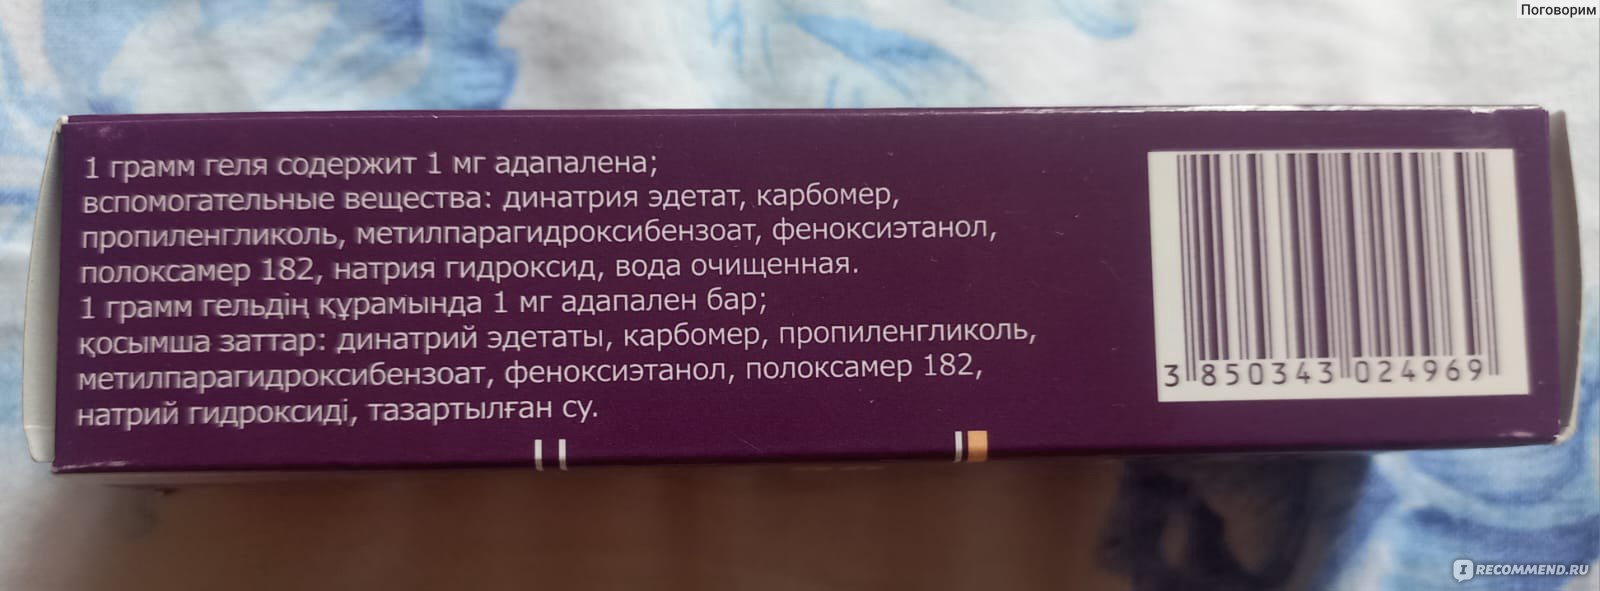 Поговорим
1 грамм геля содержит 1 мг адапалена;
вспомогательные вещества: динатрия эдетат, карбомер,
пропиленгликоль, метилпарагидроксибензоат, феноксиэтанол,
полоксамер 182, натрия гидроксид, вода очищенная.
1 грамм гельдің құрамында 1 мг адапален бар;
қосымша заттар: динатрий эдетаты, карбомер, пропиленгликоль,
метилпарагидроксибензоат, феноксиэтанол, полоксамер 182,
натрий гидроксиді, тазартылған су.
3 850343 024969
IRECOMMEND.RU